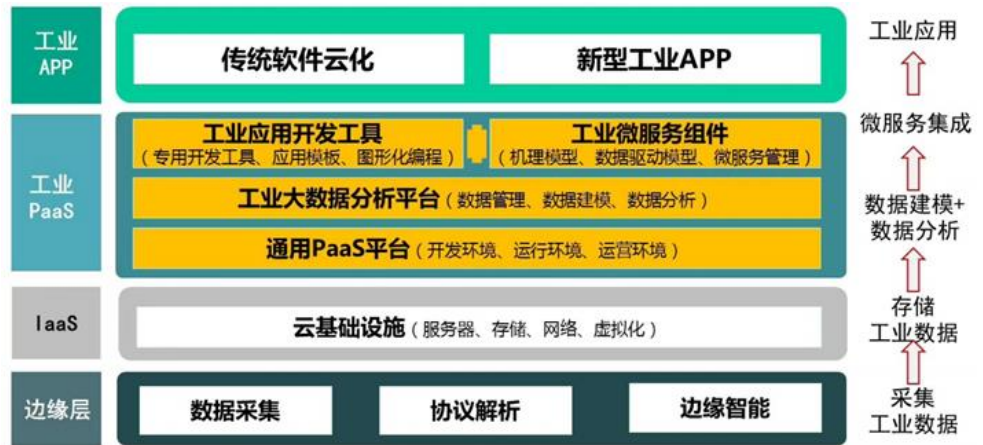 工业
APP
传统软件云化
新型工业APP
工业应用
工业
PaaS
工业应用开发工具
(专用开发工具、应用模板、图形化编程)
工业微服务组件
(机理模型、数据驱动模型、微服务管理)
微服务集成
工业大数据分析平台(数据管理、数据建模、数据分析)
数据建模+
数据分析
通用PaaS平台(开发环境、运行环境、运营环境)
IaaS
云基础设施(服务器、存储、网络、虚拟化)
存储
工业数据
边缘层
数据采集
协议解析
边缘智能
采集
工业数据